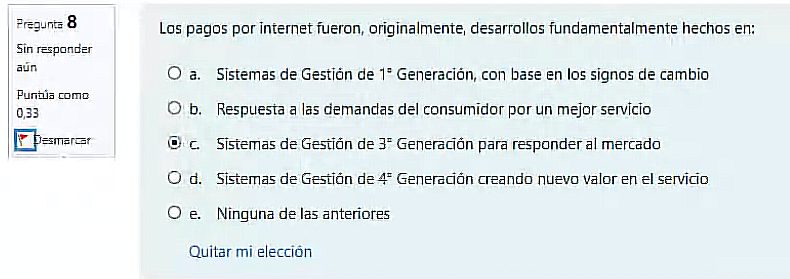 Pregunta 8
Sin responder
aún
Puntúa como
0,33
Desmarcar
Los pagos por internet fueron, originalmente, desarrollos fundamentalmente hechos en:
a. Sistemas de Gestión de 1° Generación, con base en los signos de cambio
b. Respuesta a las demandas del consumidor por un mejor servicio
c. Sistemas de Gestión de 3° Generación para responder al mercado
d. Sistemas de Gestión de 4° Generación creando nuevo valor en el servicio
e. Ninguna de las anteriores
Quitar mi elección